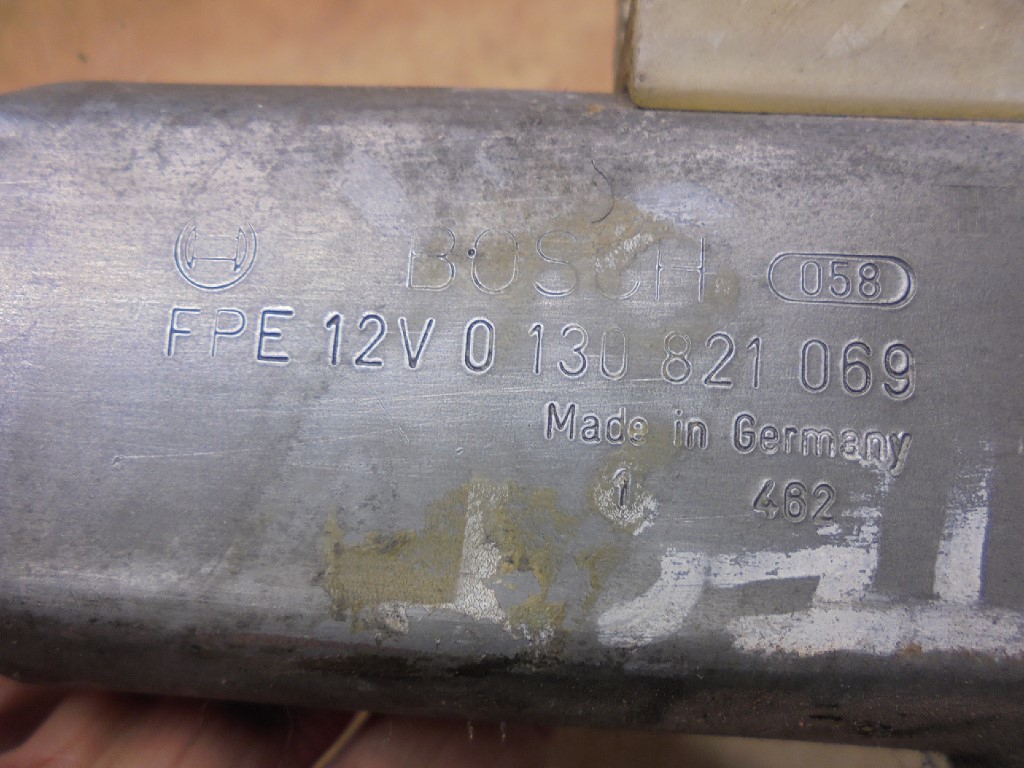 BOSCH 058
FPE 12V 0 130 821 069
Made in Germany
1 462